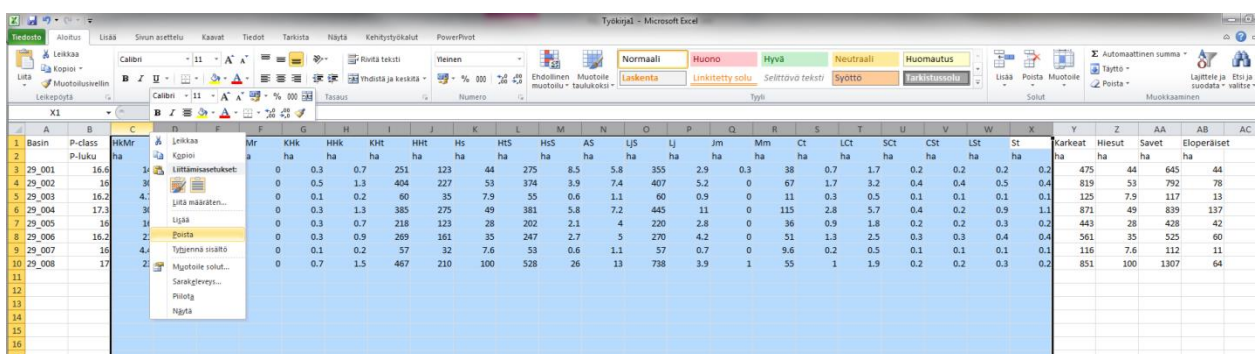 Työkirja1 - Microsoft Excel
Tiedosto Aloitus Lisää Sivun asettelu Kaavat Tiedot Tarkista Näytä Kehitystyökalut PowerPivot
Leikkaa Calibri 11 Rivitä teksti Yleinen Normaali Huono Hyvä Neutraali Huomautus Automaattinen summa
Kopioi Täyttö
Liitä Muotoilusivellin B I U Yhdistä ja keskitä % 000 Ehdollinen muotoilu Muotoile taulukoksi Laskenta Linkitetty solu Selittävä teksti Syöttö Tarkistussolu Lisää Poista Muotoile Poista Lajittele ja suodata Etsi ja valitse
Leikepöytä Tasaus Numero Tyyli Solut Muokkaaminen
Calibri 11 % 000
B I
X1
A B C D E F G H I J K L M N O P Q R S T U V W X Y Z AA AB AC
1 Basin P-class HkMr Mr KHk HHk KHt HHt Hs HtS HsS AS LjS Lj Jm Mm Ct LCt SCt CSt LSt St Karkeat Hiesut Savet Eloperäiset
2 P-luku ha ha ha ha ha ha ha ha ha ha ha ha ha ha ha ha ha ha ha ha ha ha ha ha
3 29_001 16.6 0 0.3 0.7 251 123 44 275 8.5 5.8 355 2.9 0.3 38 0.7 1.7 0.2 0.2 0.2 0.2 475 44 645 44
4 29_002 16 0 0.5 1.3 404 227 53 374 3.9 7.4 407 5.2 0 67 1.7 3.2 0.4 0.4 0.5 0.4 819 53 792 78
5 29_003 16.2 0 0.1 0.2 60 35 7.9 55 0.6 1.1 60 0.9 0 11 0.3 0.5 0.1 0.1 0.1 0.1 125 7.9 117 13
6 29_004 17.3 0 0.3 1.3 385 275 49 381 5.8 7.2 445 11 0 115 2.8 5.7 0.4 0.2 0.9 1.1 871 49 839 137
7 29_005 16 0 0.3 0.7 218 123 28 202 2.1 4 220 2.8 0 36 0.9 1.8 0.2 0.2 0.3 0.2 443 28 428 42
8 29_006 16.2 0 0.3 0.9 269 161 35 247 2.7 5 270 4.2 0 51 1.3 2.5 0.3 0.3 0.4 0.4 561 35 525 60
9 29_007 16 0 0.1 0.2 57 32 7.6 53 0.6 1.1 57 0.7 0 9.6 0.2 0.5 0.1 0.1 0.1 0.1 116 7.6 112 11
10 29_008 17 0 0.7 1.5 467 210 100 528 26 13 738 3.9 1 55 1 1.9 0.2 0.2 0.3 0.2 851 100 1307 64
11
12
13
14
15
16
Leikkaa
Kopioi
Liittämisasetukset:
Liitä määräten...
Lisää
Poista
Tyhjennä sisältö
Muotoile solut...
Sarakeleveys...
Piilota
Näytä